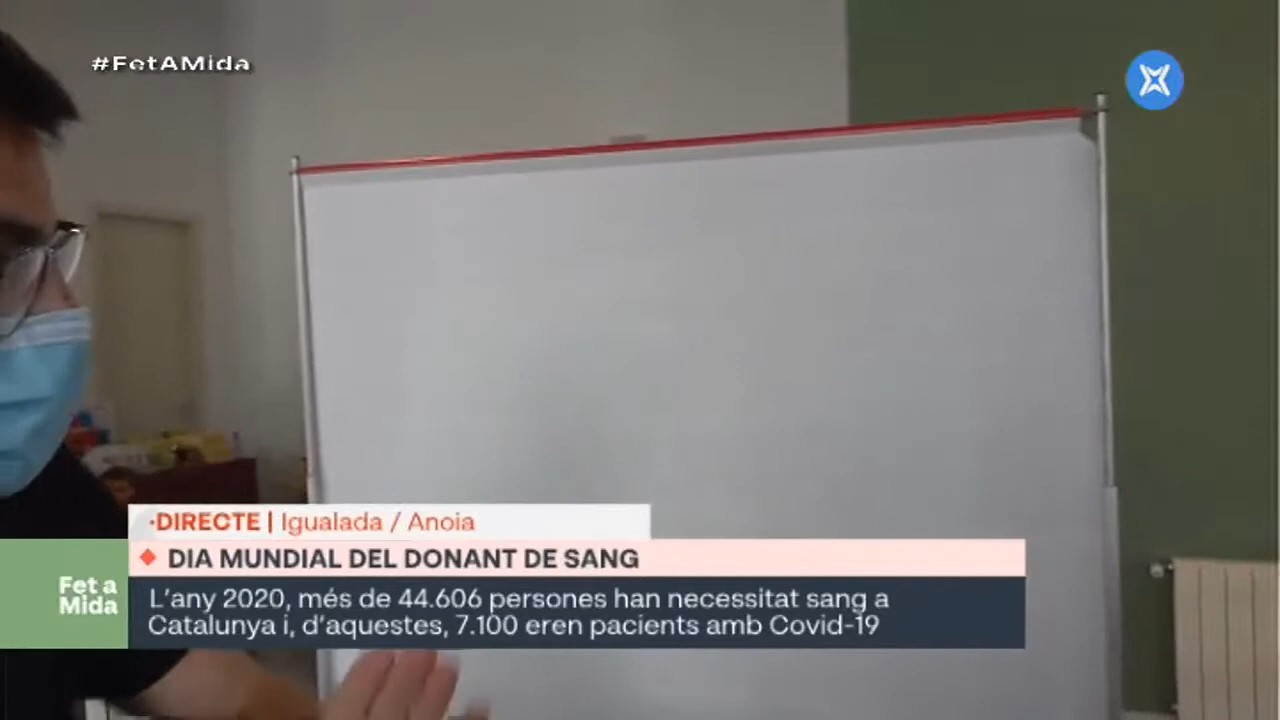 #FetAMida
·DIRECTE | Igualada / Anoia
DIA MUNDIAL DEL DONANT DE SANG
Fet a
Mida
L'any 2020, més de 44.606 persones han necessitat sang a
Catalunya i, d'aquestes, 7.100 eren pacients amb Covid-19